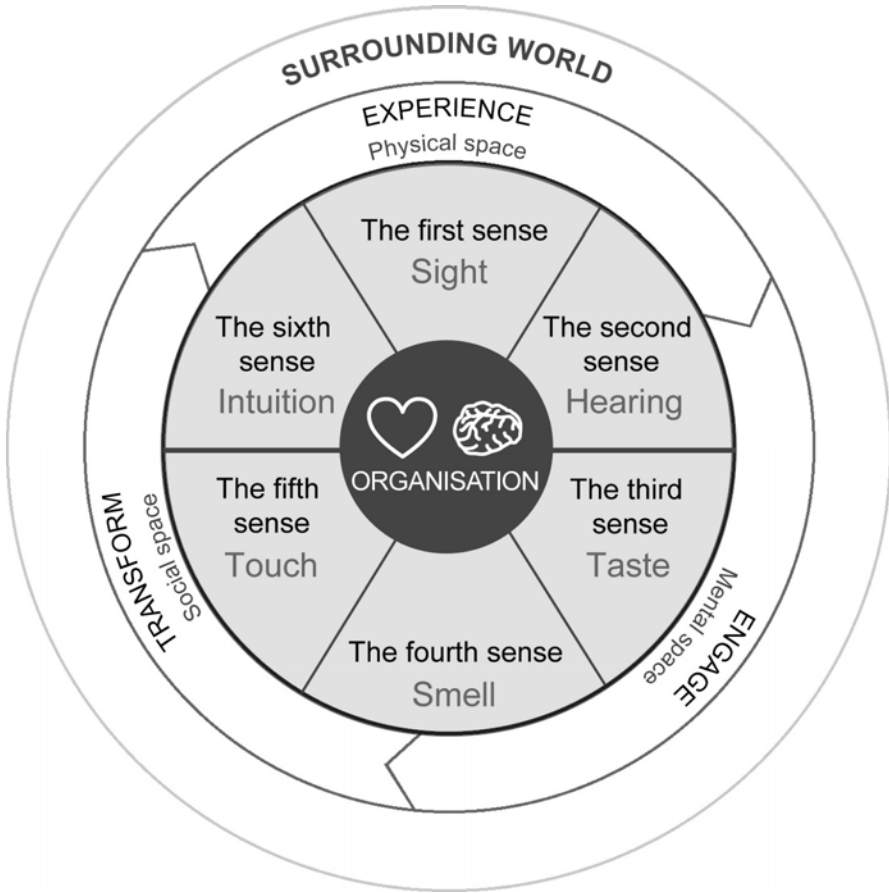 SURROUNDING WORLD
EXPERIENCE
Physical space
The first sense
Sight
The second
sense
Hearing
The third
sense
Taste
The fourth sense
Smell
The fifth
sense
Touch
The sixth
sense
Intuition
ORGANISATION
ENGAGE
Mental space
TRANSFORM
Social space